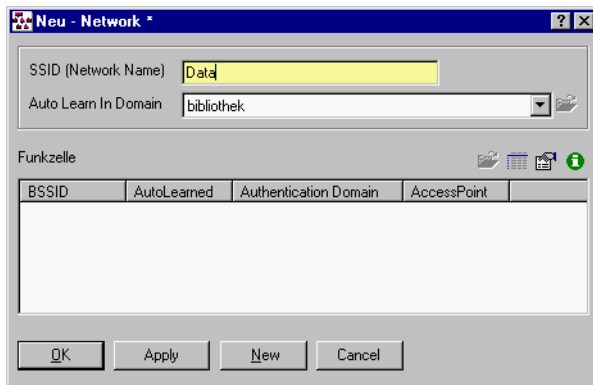 Neu - Network *
SSID (Network Name) Data
Auto Learn In Domain bibliothek
Funkzelle
BSSID AutoLearned Authentication Domain AccessPoint
OK Apply New Cancel